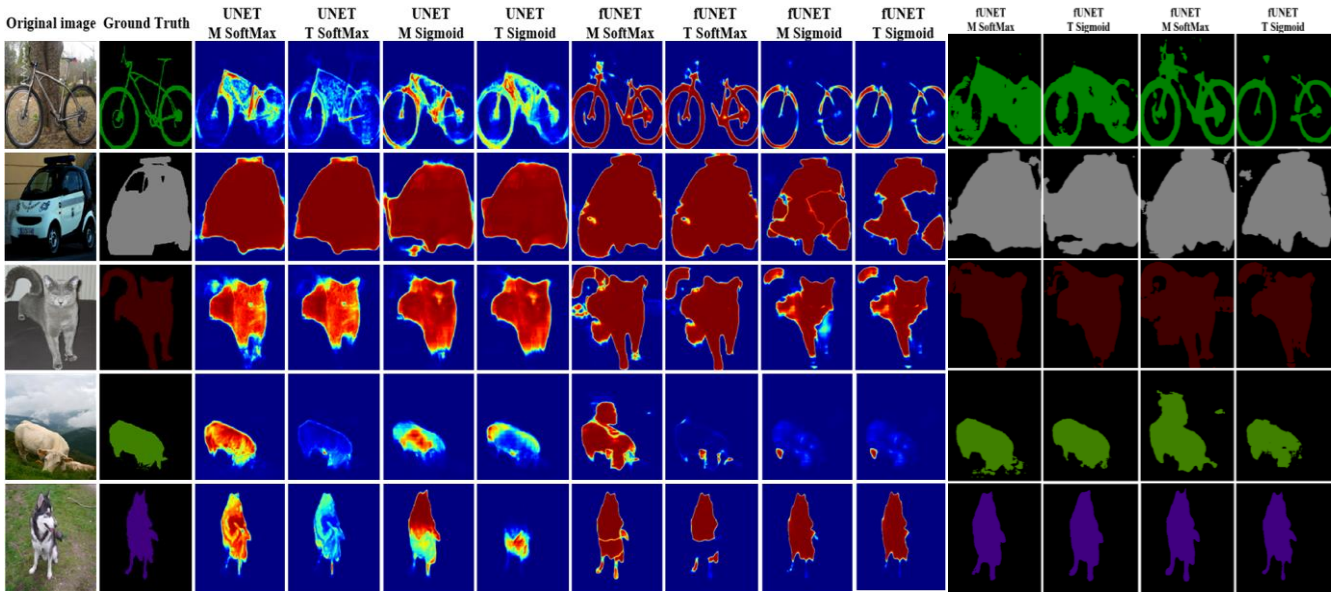 Original image Ground Truth UNET UNET UNET UNET fUNET fUNET fUNET fUNET fUNET fUNET fUNET fUNET
M SoftMax T SoftMax M Sigmoid T Sigmoid M SoftMax T SoftMax M Sigmoid T Sigmoid M SoftMax T Sigmoid M SoftMax T Sigmoid